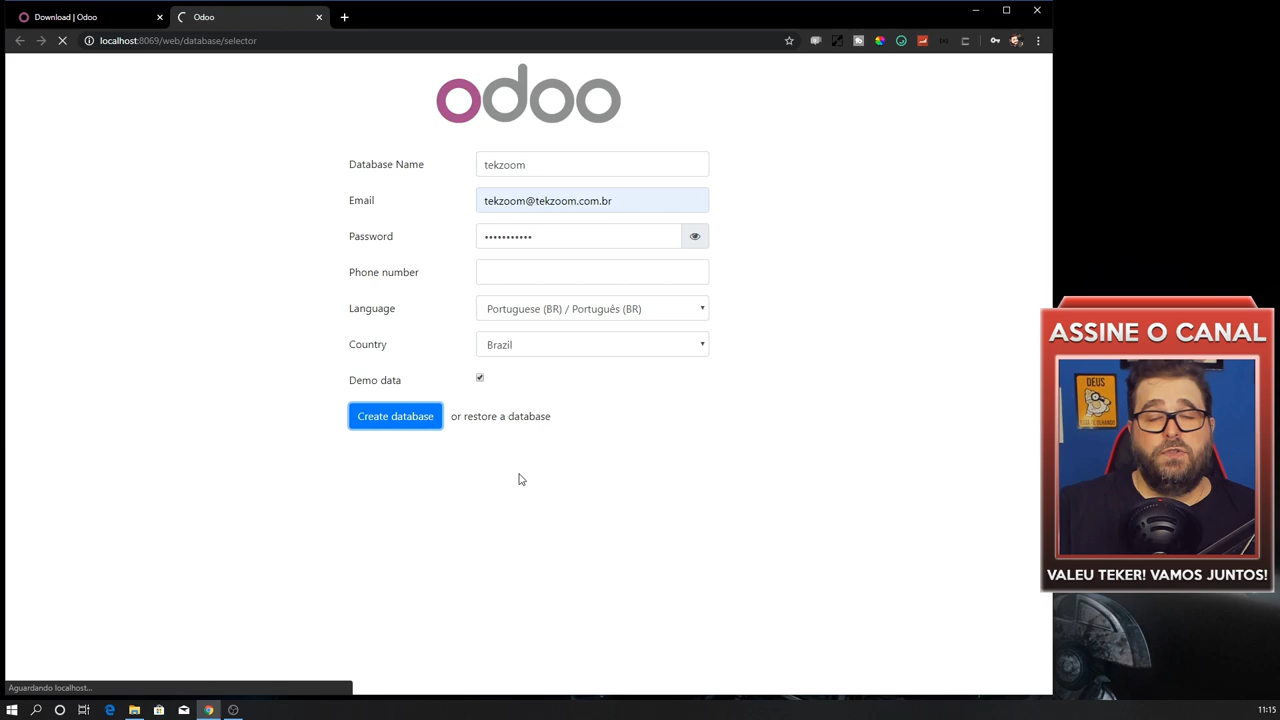 Download | Odoo
Odoo
localhost:8069/web/database/selector
odoo
Database Name
tekzoom
Email
tekzoom@tekzoom.com.br
Password
•••••••••••
Phone number
Language
Portuguese (BR) / Português (BR)
Country
Brazil
Demo data
Create database or restore a database
ASSINE O CANAL
DEUS
VALEU TEKER! VAMOS JUNTOS!
Aguardando localhost...
11:15